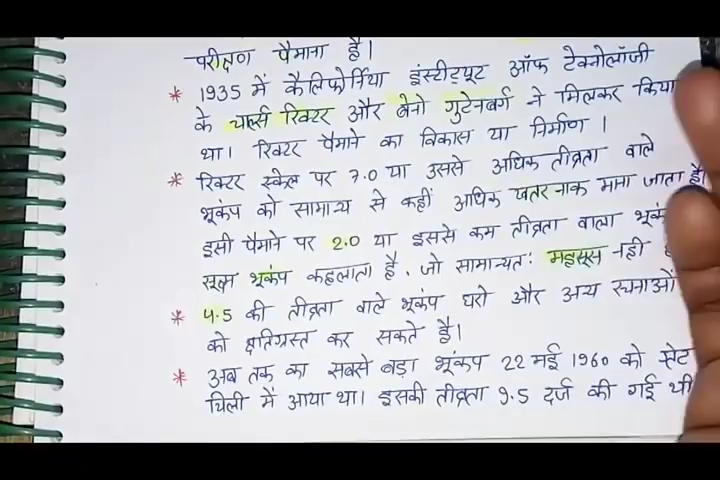 परीक्षण पैमाना है।
* 1935 में कैलिफोर्निया इंस्टीट्यूट ऑफ टेक्नोलॉजी
के चार्ल्स रिक्टर और बेनो गुटेनबर्ग ने मिलकर किया
था। रिक्टर पैमाने का विकास या निर्माण।
* रिक्टर स्केल पर 7.0 या उससे अधिक तीव्रता वाले
भूकंप को सामान्य से कहीं अधिक खतरनाक माना जाता है।
इसी पैमाने पर 2.0 या इससे कम तीव्रता वाला
सूक्ष्म भूकंप कहलाता है, जो सामान्यतः महसूस नहीं
* 4.5 की तीव्रता वाले भूकंप घरो और अन्य रचनाओं
को क्षतिग्रस्त कर सकते है।
* अब तक का सबसे बड़ा भूकंप 22 मई 1960 को ग्रेट
चिली में आया था। इसकी तीव्रता 9.5 दर्ज की गई थी